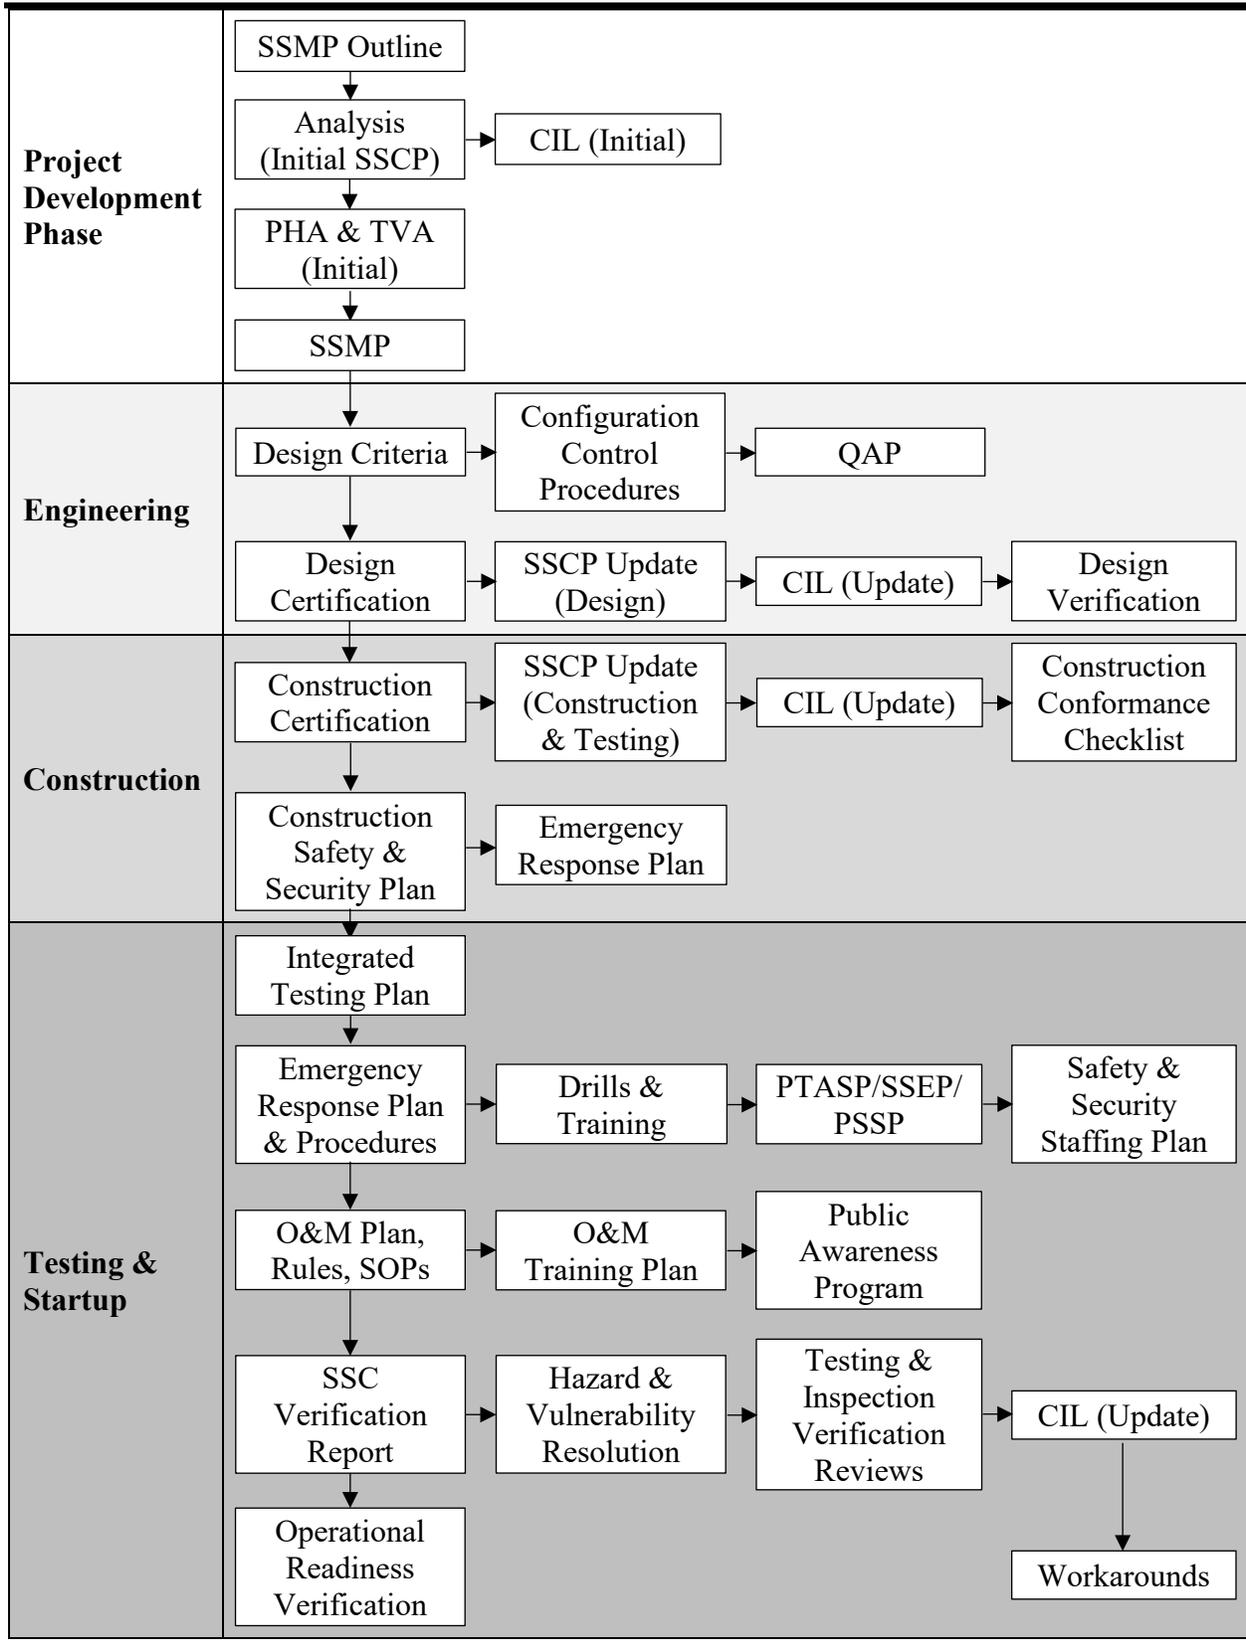 SSMP Outline
Analysis
(Initial SSCP)
CIL (Initial)
Project
Development
Phase
PHA & TVA
(Initial)
SSMP
Engineering
Design Criteria
Configuration
Control
Procedures
QAP
Design
Certification
SSCP Update
(Design)
CIL (Update)
Design
Verification
Construction
Construction
Certification
SSCP Update
(Construction
& Testing)
CIL (Update)
Construction
Conformance
Checklist
Construction
Safety &
Security Plan
Emergency
Response Plan
Testing &
Startup
Integrated
Testing Plan
Emergency
Response Plan
& Procedures
Drills &
Training
PTASP/SSEP/
PSSP
Safety &
Security
Staffing Plan
O&M Plan,
Rules, SOPs
O&M
Training Plan
Public
Awareness
Program
SSC
Verification
Report
Hazard &
Vulnerability
Resolution
Testing &
Inspection
Verification
Reviews
CIL (Update)
Operational
Readiness
Verification
Workarounds